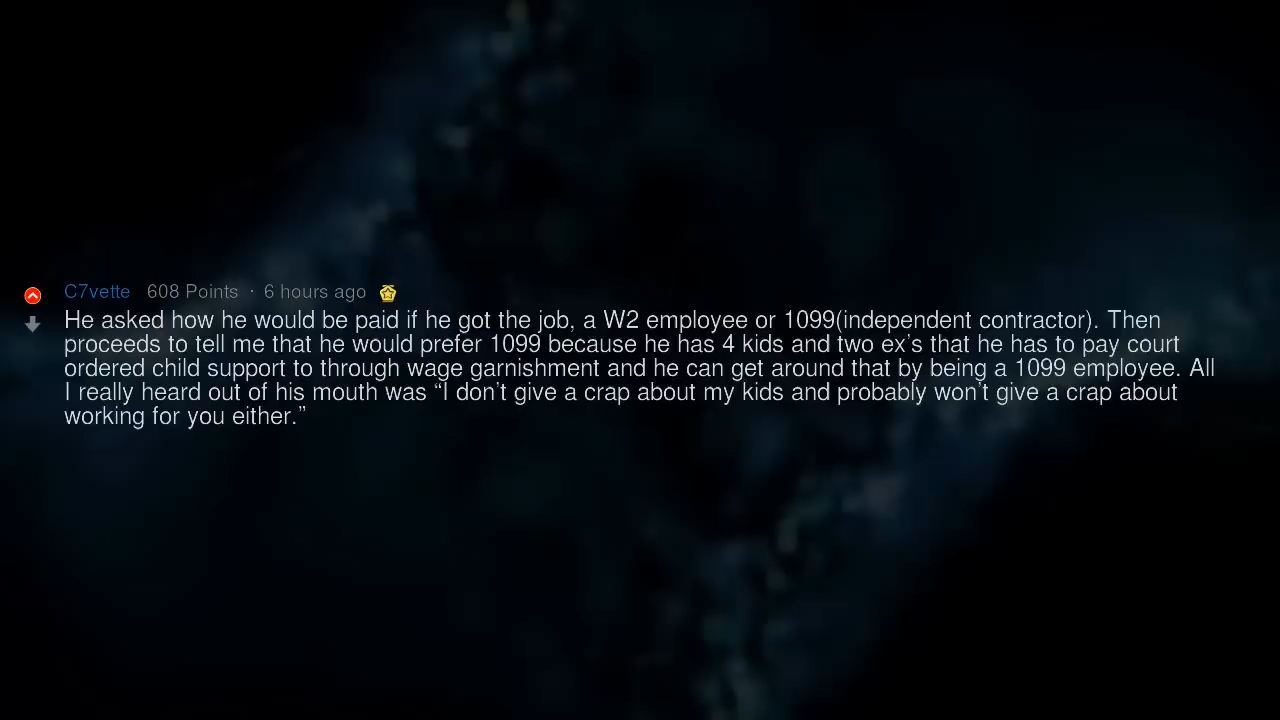 C7vette 608 Points · 6 hours ago
He asked how he would be paid if he got the job, a W2 employee or 1099(independent contractor). Then
proceeds to tell me that he would prefer 1099 because he has 4 kids and two ex’s that he has to pay court
ordered child support to through wage garnishment and he can get around that by being a 1099 employee. All
I really heard out of his mouth was “I don’t give a crap about my kids and probably won’t give a crap about
working for you either.”